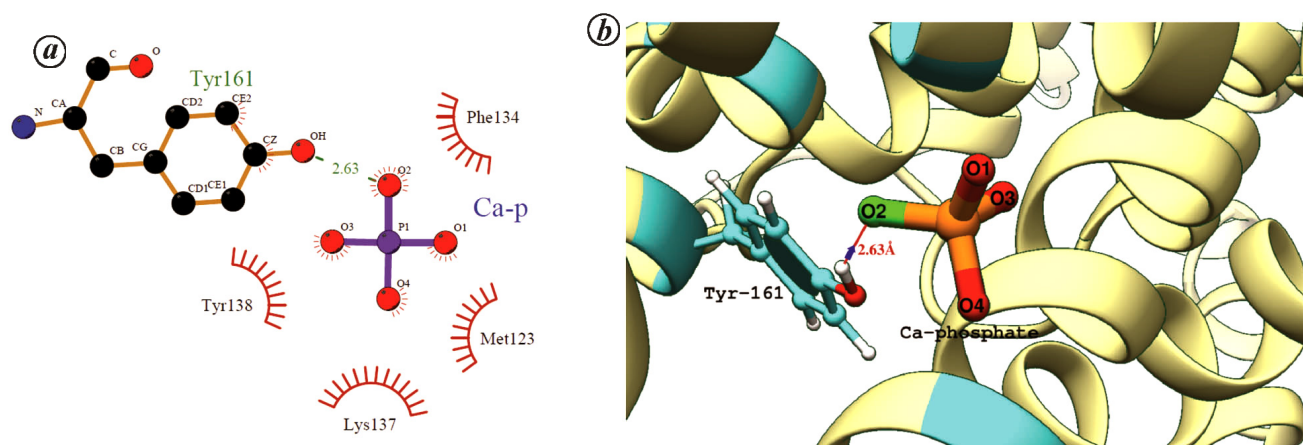 a
C
O
Tyr161
N
CA
CD2
CE2
CB
CG
CZ
OH
2.63
CD1
CE1
Phe134
O2
Ca-p
O3
P1
O1
O4
Tyr138
Met123
Lys137
b
O1
O3
O2
2.63Å
Tyr-161
O4
Ca-phosphate